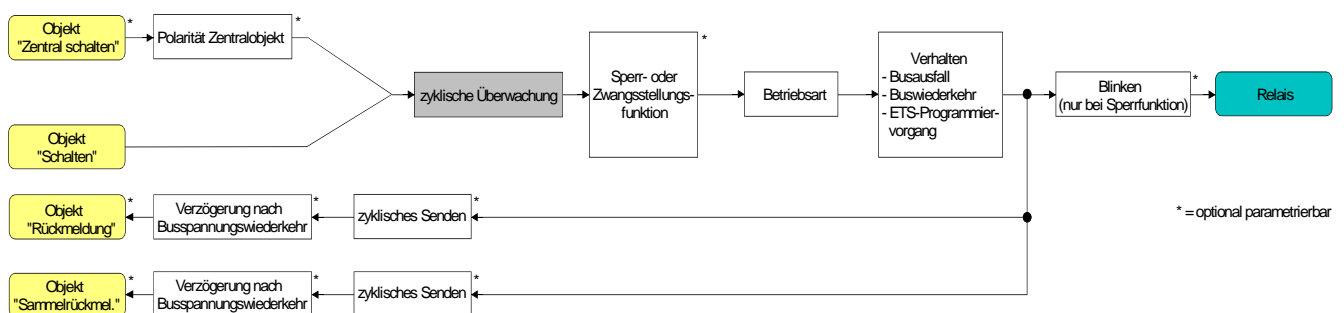 Objekt
"Zentral schalten"
*
Polarität Zentralobjekt
*
Objekt
"Schalten"
zyklische Überwachung
Sperr- oder
Zwangsstellungs-
funktion
*
Betriebsart
Verhalten
- Busausfall
- Buswiederkehr
- ETS-Programmier-
vorgang
Blinken
(nur bei Sperrfunktion)
*
Relais
Objekt
"Rückmeldung"
*
Verzögerung nach
Busspannungswiederkehr
*
zyklisches Senden
*
* = optional parametrierbar
Objekt
"Sammelrückmel."
*
Verzögerung nach
Busspannungswiederkehr
*
zyklisches Senden
*